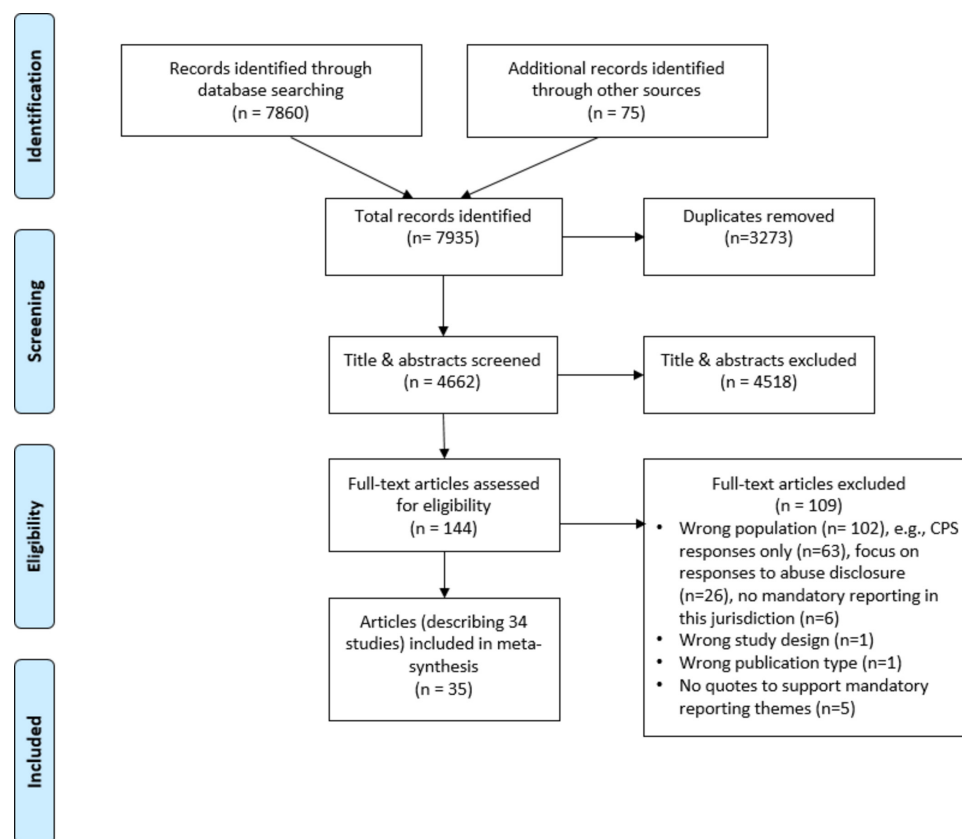 Identification
Records identified through
database searching
(n = 7860)
Additional records identified
through other sources
(n = 75)
Total records identified
(n= 7935)
Duplicates removed
(n=3273)
Screening
Title & abstracts screened
(n = 4662)
Title & abstracts excluded
(n = 4518)
Eligibility
Full-text articles assessed
for eligibility
(n = 144)
Full-text articles excluded
(n = 109)
• Wrong population (n= 102), e.g., CPS
responses only (n=63), focus on
responses to abuse disclosure
(n=26), no mandatory reporting in
this jurisdiction (n=6)
• Wrong study design (n=1)
• Wrong publication type (n=1)
• No quotes to support mandatory
reporting themes (n=5)
Included
Articles (describing 34
studies) included in meta-
synthesis
(n = 35)